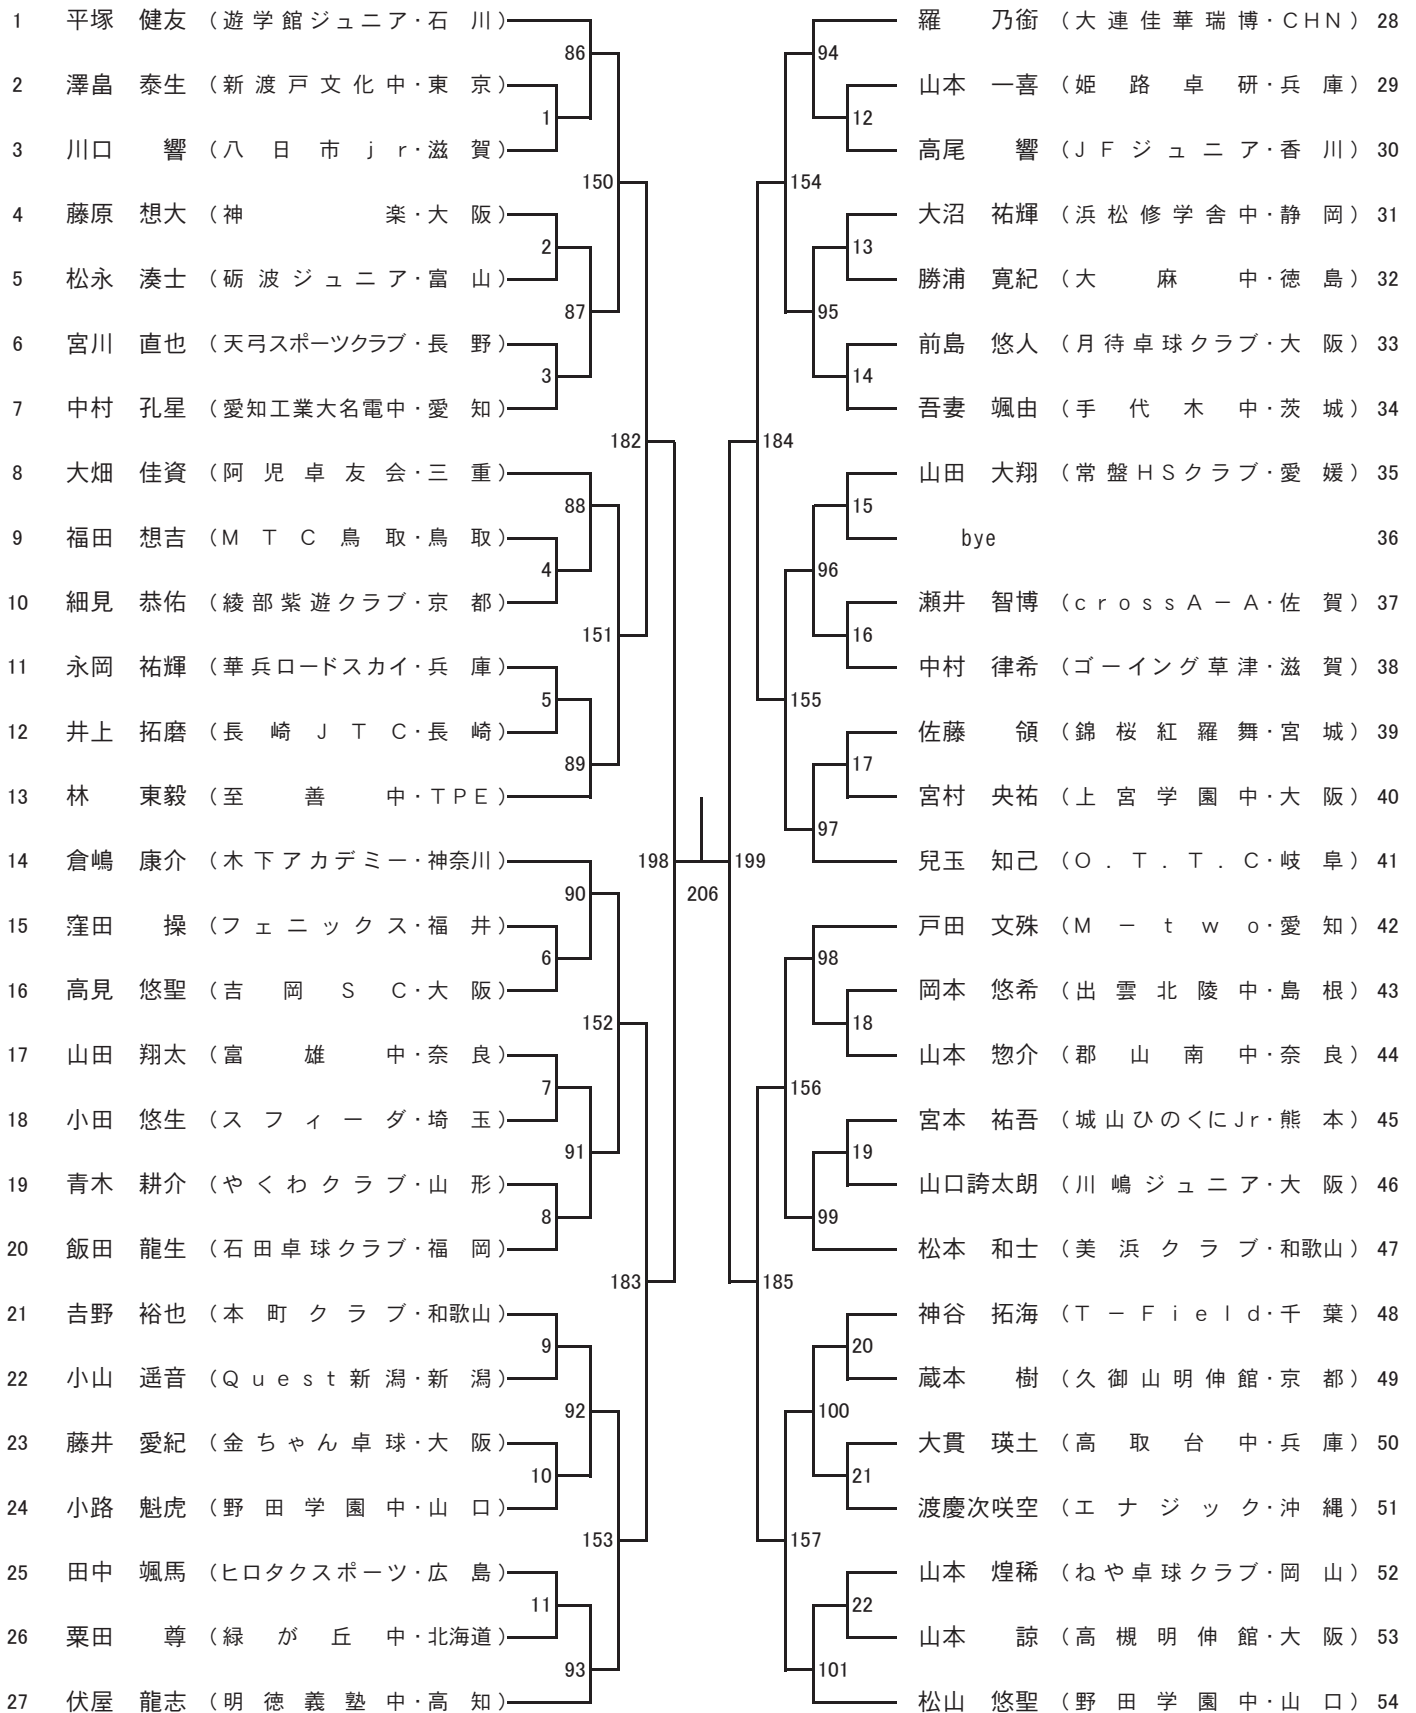 1 平塚 健友 (遊学館ジュニア・石川)
2 澤畠 泰生 (新渡戸文化中・東京)
3 川口 響 (八日市jr・滋賀)
4 藤原 想大 (神楽・大阪)
5 松永 湊士 (砺波ジュニア・富山)
6 宮川 直也 (天弓スポーツクラブ・長野)
7 中村 孔星 (愛知工業大名電中・愛知)
8 大畑 佳資 (阿児卓友会・三重)
9 福田 想吉 (MTC鳥取・鳥取)
10 細見 恭佑 (綾部紫遊クラブ・京都)
11 永岡 祐輝 (華兵ロードスカイ・兵庫)
12 井上 拓磨 (長崎JTC・長崎)
13 林 東毅 (至善中・TPE)
14 倉嶋 康介 (木下アカデミー・神奈川)
15 窪田 操 (フェニックス・福井)
16 高見 悠聖 (吉岡SC・大阪)
17 山田 翔太 (富雄中・奈良)
18 小田 悠生 (スフィーダ・埼玉)
19 青木 耕介 (やくわクラブ・山形)
20 飯田 龍生 (石田卓球クラブ・福岡)
21 𠮷野 裕也 (本町クラブ・和歌山)
22 小山 遥音 (Quest新潟・新潟)
23 藤井 愛紀 (金ちゃん卓球・大阪)
24 小路 魁虎 (野田学園中・山口)
25 田中 颯馬 (ヒロタクスポーツ・広島)
26 粟田 尊 (緑が丘中・北海道)
27 伏屋 龍志 (明徳義塾中・高知)
86
1
150
2
87
3
182
88
4
151
5
89
198
90
6
152
7
91
8
183
9
92
10
153
11
93
206
199
94
12
154
13
95
14
184
15
96
16
155
17
97
98
18
156
19
99
185
20
100
21
157
22
101
羅 乃銜 (大連佳華瑞博・CHN) 28
山本 一喜 (姫路卓研・兵庫) 29
高尾 響 (JFジュニア・香川) 30
大沼 祐輝 (浜松修学舎中・静岡) 31
勝浦 寛紀 (大麻中・徳島) 32
前島 悠人 (月待卓球クラブ・大阪) 33
吾妻 颯由 (手代木中・茨城) 34
山田 大翔 (常盤HSクラブ・愛媛) 35
bye 36
瀬井 智博 (crossA-A・佐賀) 37
中村 律希 (ゴーイング草津・滋賀) 38
佐藤 領 (錦桜紅羅舞・宮城) 39
宮村 央祐 (上宮学園中・大阪) 40
兒玉 知己 (O.T.T.C・岐阜) 41
戸田 文殊 (M-two・愛知) 42
岡本 悠希 (出雲北陵中・島根) 43
山本 惣介 (郡山南中・奈良) 44
宮本 祐吾 (城山ひのくにJr・熊本) 45
山口誇太朗 (川嶋ジュニア・大阪) 46
松本 和士 (美浜クラブ・和歌山) 47
神谷 拓海 (T-Field・千葉) 48
蔵本 樹 (久御山明伸館・京都) 49
大貫 瑛土 (高取台中・兵庫) 50
渡慶次咲空 (エナジック・沖縄) 51
山本 煌稀 (ねや卓球クラブ・岡山) 52
山本 諒 (高槻明伸館・大阪) 53
松山 悠聖 (野田学園中・山口) 54